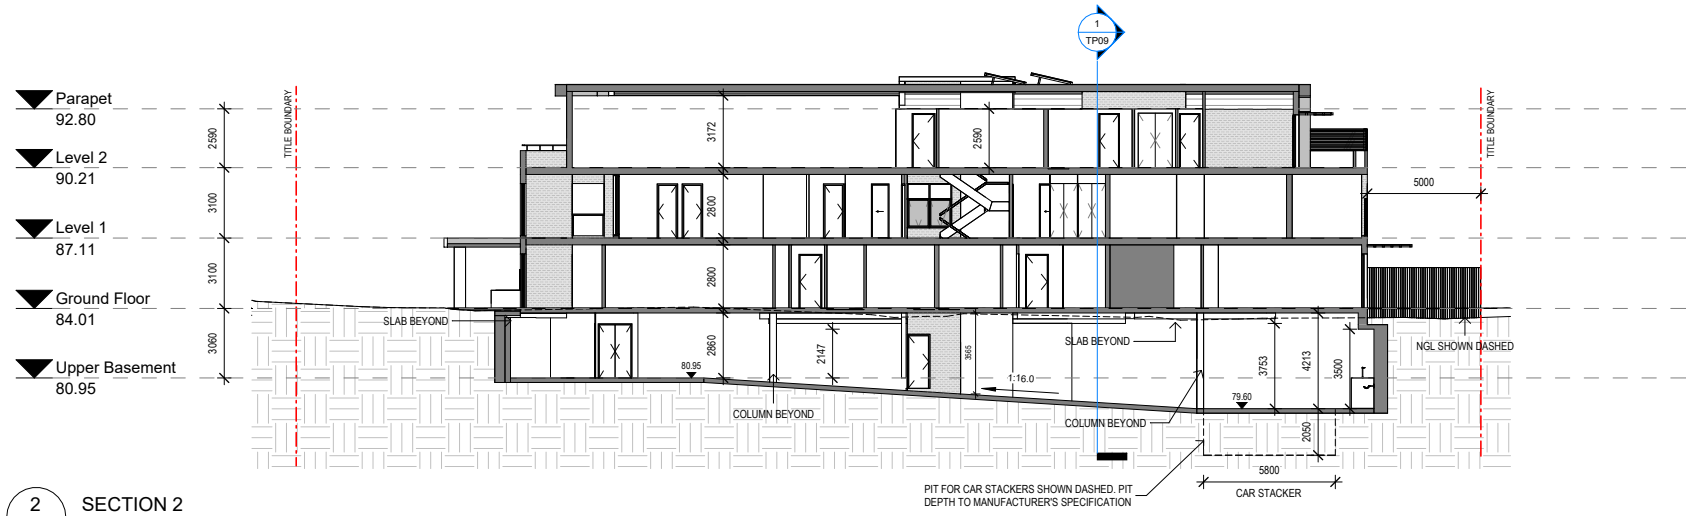 1
TP09
Parapet
92.80
Level 2
90.21
Level 1
87.11
Ground Floor
84.01
Upper Basement
80.95
2590
3100
3100
3060
TITLE BOUNDARY
TITLE BOUNDARY
3172
2590
2800
5000
2800
SLAB BEYOND
2860
2147
3565
SLAB BEYOND
3753
4213
3500
NGL SHOWN DASHED
80.95
1:16.0
79.60
COLUMN BEYOND
COLUMN BEYOND
2050
5800
CAR STACKER
PIT FOR CAR STACKERS SHOWN DASHED. PIT
DEPTH TO MANUFACTURER'S SPECIFICATION
2
SECTION 2